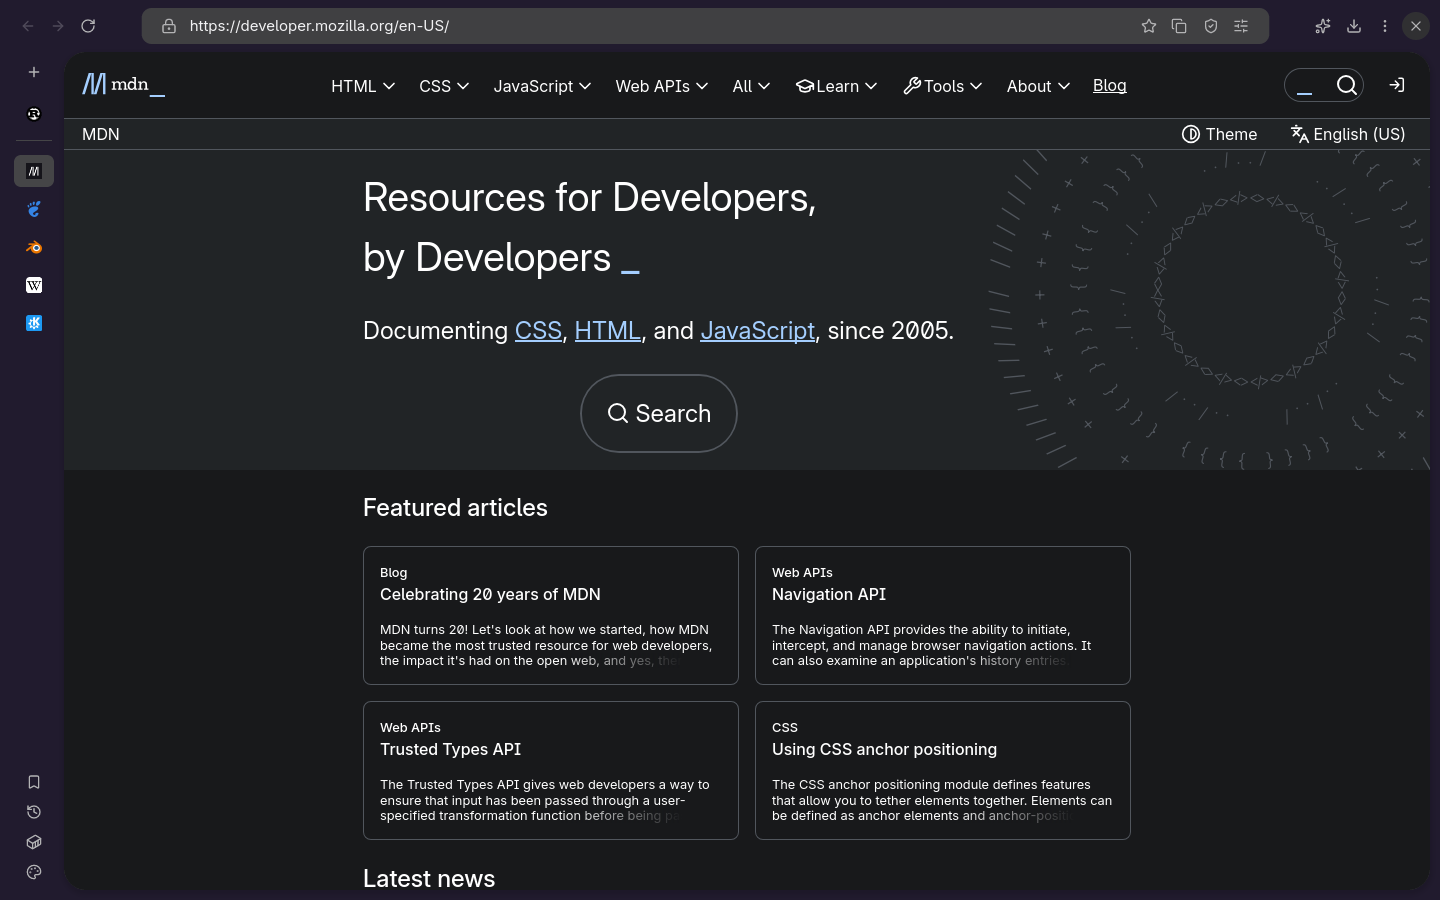 https://developer.mozilla.org/en-US/
mdn_
HTML CSS JavaScript Web APIs All Learn Tools About Blog
MDN
Theme English (US)
Resources for Developers,
by Developers _
Documenting CSS, HTML, and JavaScript, since 2005.
Search
Featured articles
Blog
Celebrating 20 years of MDN
MDN turns 20! Let's look at how we started, how MDN
became the most trusted resource for web developers,
the impact it's had on the open web, and yes, the
Web APIs
Navigation API
The Navigation API provides the ability to initiate,
intercept, and manage browser navigation actions. It
can also examine an application's history entries.
Web APIs
Trusted Types API
The Trusted Types API gives web developers a way to
ensure that input has been passed through a user-
specified transformation function before being
CSS
Using CSS anchor positioning
The CSS anchor positioning module defines features
that allow you to tether elements together. Elements can
be defined as anchor elements and
Latest news